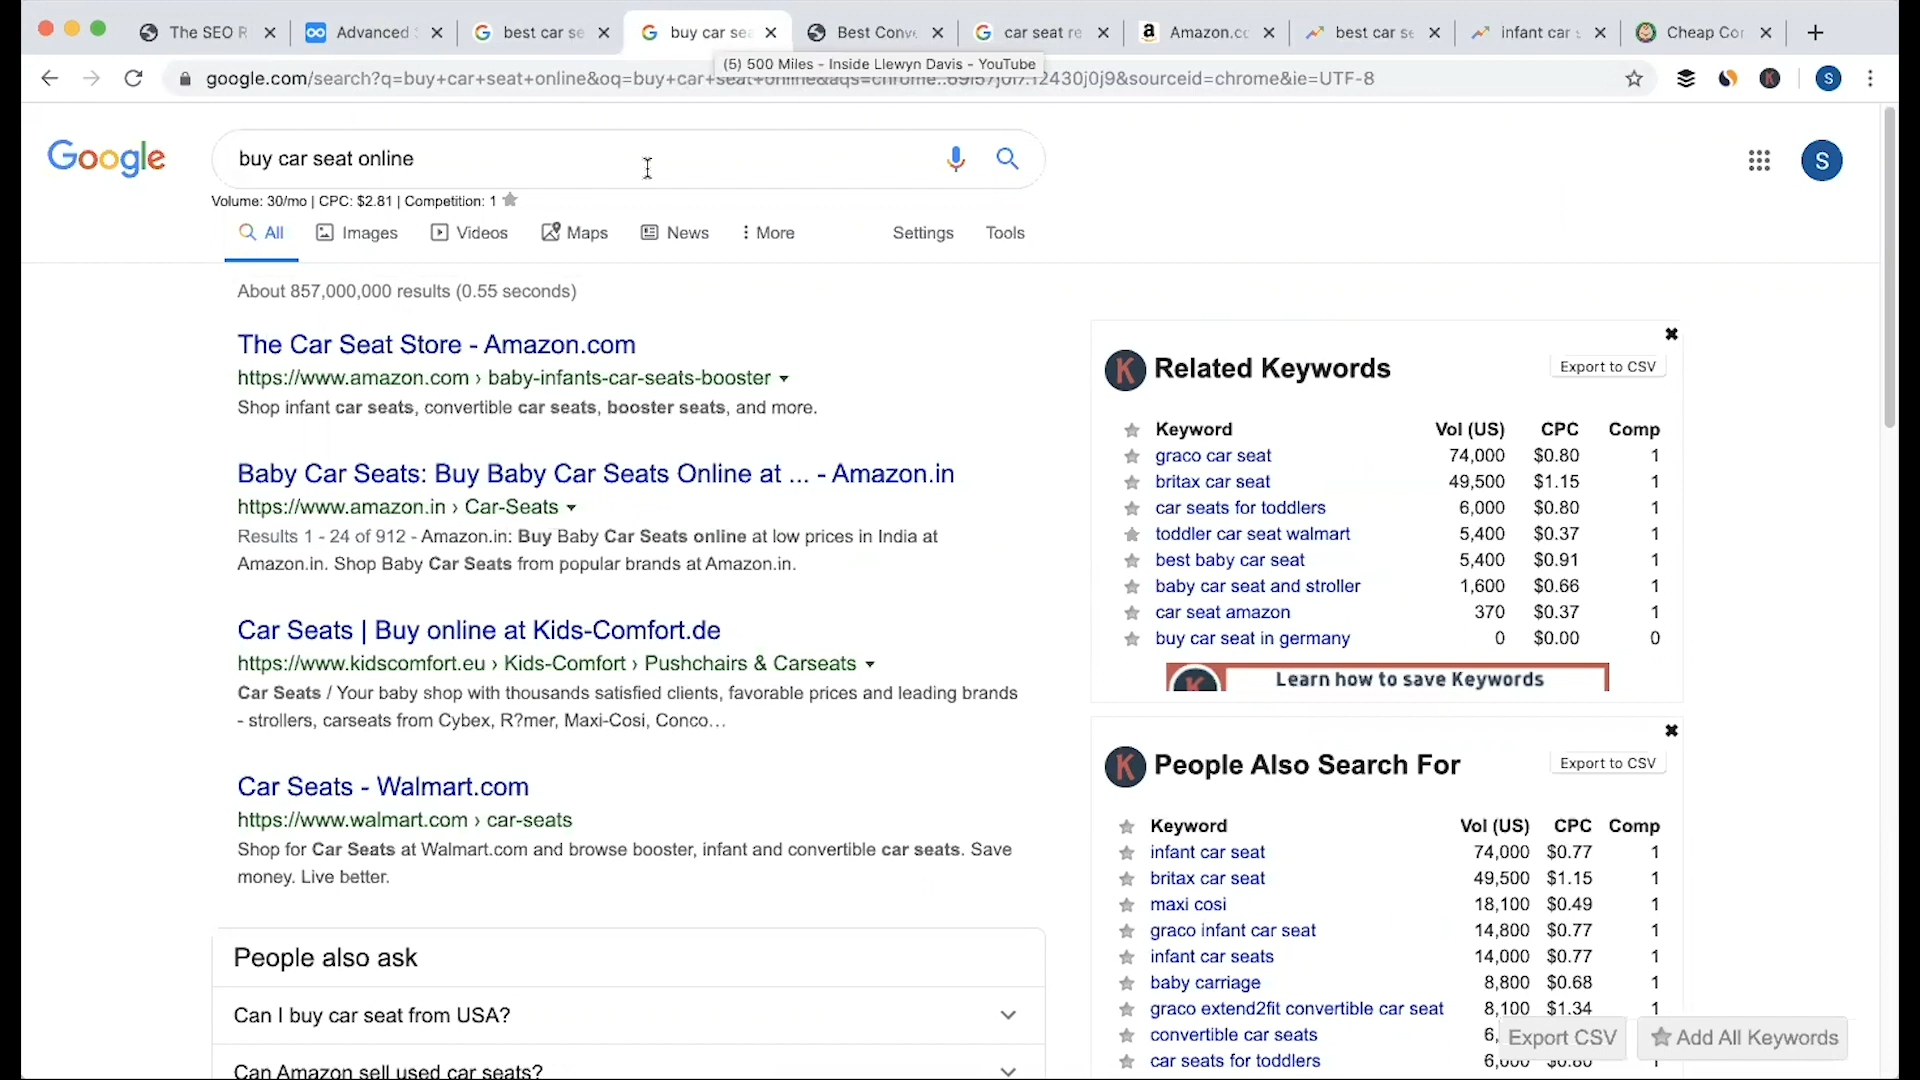 The SEO R
Advanced
best car se
buy car sea
Best Conv
car seat re
Amazon.cc
best car se
infant car s
Cheap Cor
(5) 500 Miles - Inside Llewyn Davis - YouTube
google.com/search?q=buy+car+seat+online&oq=buy+car+seat+online&aqs=chrome..69i57j0l7.12430j0j9&sourceid=chrome&ie=UTF-8
S
Google
buy car seat online
S
Volume: 30/mo | CPC: $2.81 | Competition: 1
All
Images
Videos
Maps
News
More
Settings
Tools
About 857,000,000 results (0.55 seconds)
The Car Seat Store - Amazon.com
https://www.amazon.com › baby-infants-car-seats-booster
Shop infant car seats, convertible car seats, booster seats, and more.
Baby Car Seats: Buy Baby Car Seats Online at ... - Amazon.in
https://www.amazon.in › Car-Seats
Results 1 - 24 of 912 - Amazon.in: Buy Baby Car Seats online at low prices in India at
Amazon.in. Shop Baby Car Seats from popular brands at Amazon.in.
Car Seats | Buy online at Kids-Comfort.de
https://www.kidscomfort.eu › Kids-Comfort › Pushchairs & Carseats
Car Seats / Your baby shop with thousands satisfied clients, favorable prices and leading brands
- strollers, carseats from Cybex, R?mer, Maxi-Cosi, Conco…
Car Seats - Walmart.com
https://www.walmart.com › car-seats
Shop for Car Seats at Walmart.com and browse booster, infant and convertible car seats. Save
money. Live better.
People also ask
Can I buy car seat from USA?
Can Amazon sell used car seats?
K
Related Keywords
Export to CSV
Keyword Vol (US) CPC Comp
graco car seat 74,000 $0.80 1
britax car seat 49,500 $1.15 1
car seats for toddlers 6,000 $0.80 1
toddler car seat walmart 5,400 $0.37 1
best baby car seat 5,400 $0.91 1
baby car seat and stroller 1,600 $0.66 1
car seat amazon 370 $0.37 1
buy car seat in germany 0 $0.00 0
K
Learn how to save Keywords
K
People Also Search For
Export to CSV
Keyword Vol (US) CPC Comp
infant car seat 74,000 $0.77 1
britax car seat 49,500 $1.15 1
maxi cosi 18,100 $0.49 1
graco infant car seat 14,800 $0.77 1
infant car seats 14,000 $0.77 1
baby carriage 8,800 $0.68 1
graco extend2fit convertible car seat 8,100 $1.34 1
convertible car seats 6,
car seats for toddlers 6,000 $0.80 1
Export CSV
Add All Keywords